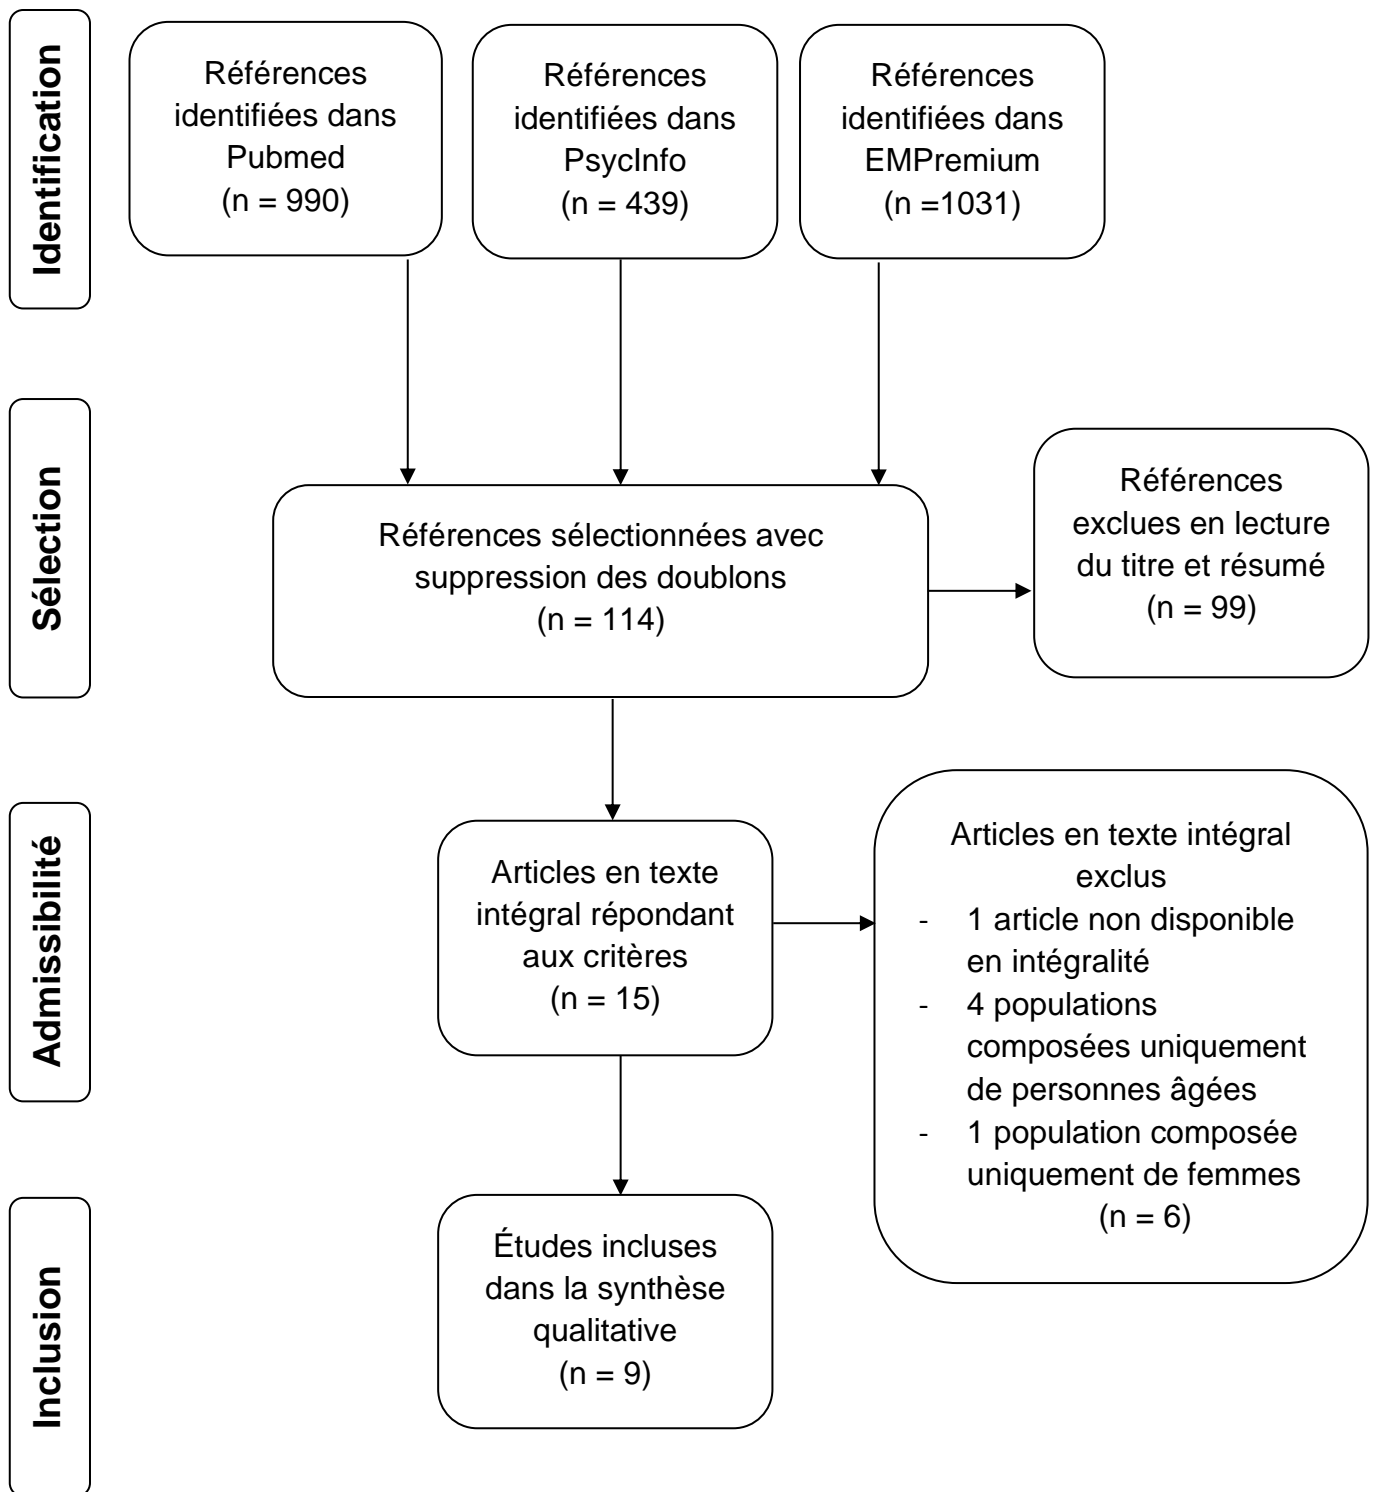 Identification
Références
identifiées dans
Pubmed
(n = 990)
Références
identifiées dans
PsycInfo
(n = 439)
Références
identifiées dans
EMPremium
(n =1031)
Sélection
Références sélectionnées avec
suppression des doublons
(n = 114)
Références
exclues en lecture
du titre et résumé
(n = 99)
Admissibilité
Articles en texte
intégral répondant
aux critères
(n = 15)
Articles en texte intégral
exclus
- 1 article non disponible
en intégralité
- 4 populations
composées uniquement
de personnes âgées
- 1 population composée
uniquement de femmes
(n = 6)
Inclusion
Études incluses
dans la synthèse
qualitative
(n = 9)